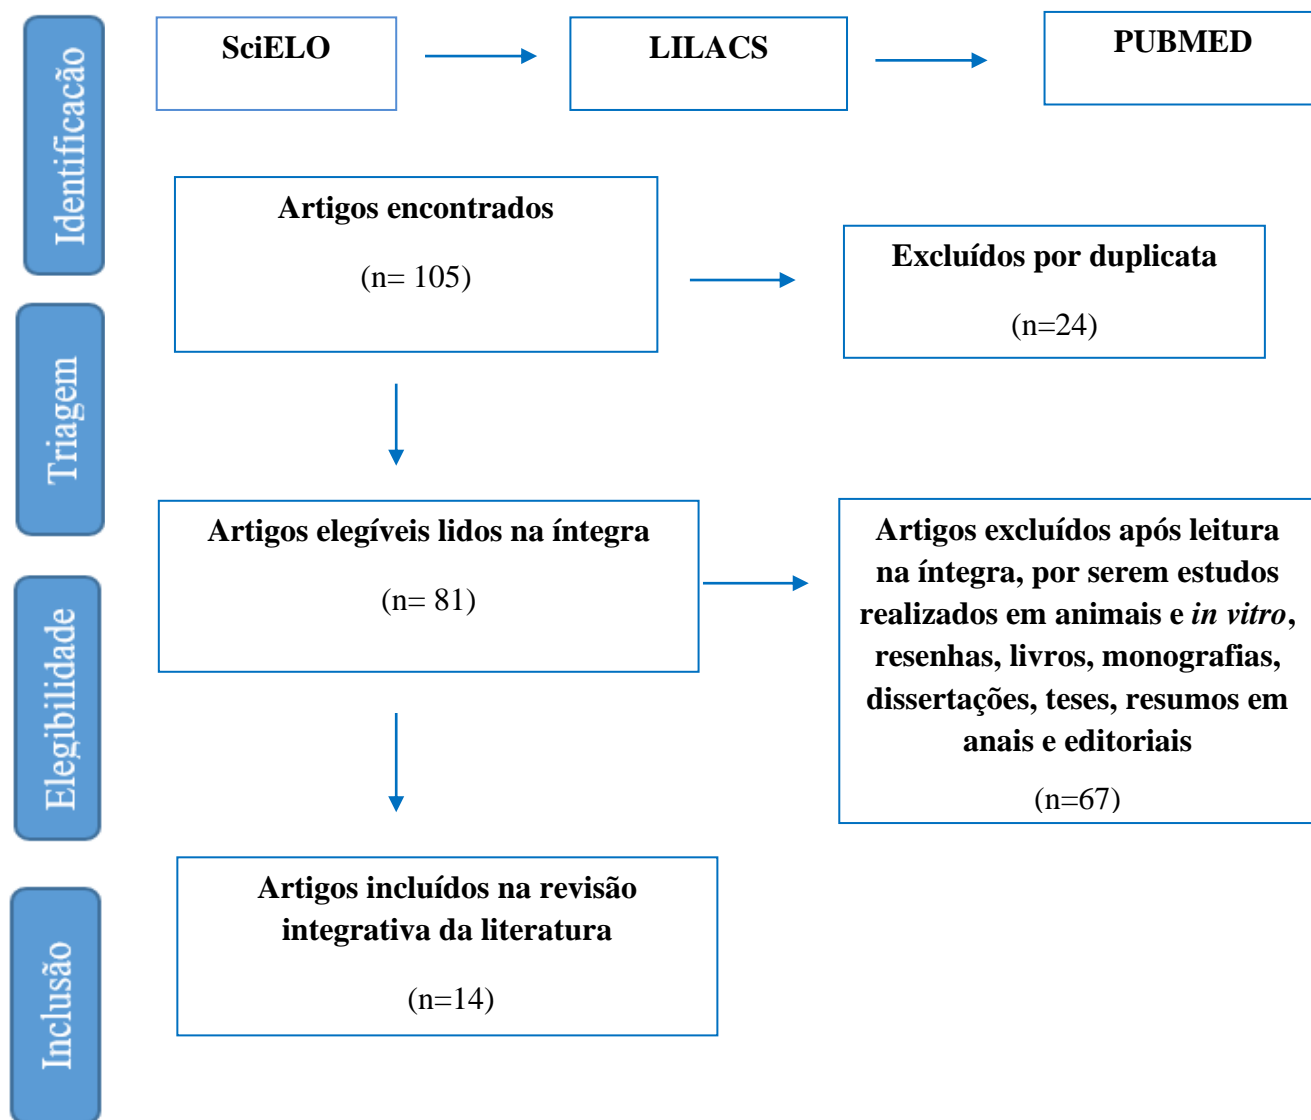 Identificacão
SciELO
LILACS
PUBMED
Artigos encontrados
(n= 105)
Excluídos por duplicata
(n=24)
Triagem
Artigos elegíveis lidos na íntegra
(n= 81)
Artigos excluídos após leitura
na íntegra, por serem estudos
realizados em animais e in vitro,
resenhas, livros, monografias,
dissertações, teses, resumos em
anais e editoriais
(n=67)
Elegibilidade
Artigos incluídos na revisão
integrativa da literatura
(n=14)
Inclusão